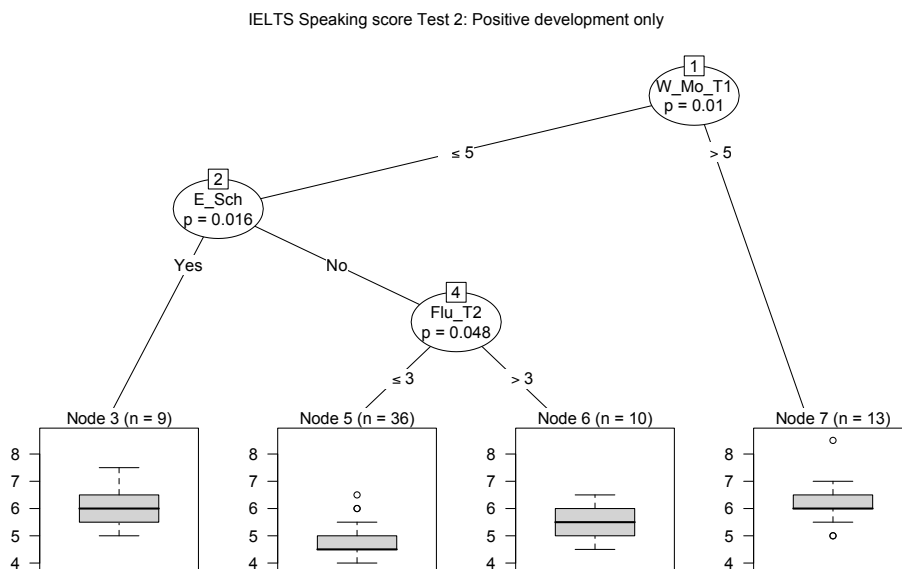 IELTS Speaking score Test 2: Positive development only
1
W_Mo_T1
p = 0.01
≤ 5
> 5
2
E_Sch
p = 0.016
Yes
No
4
Flu_T2
p = 0.048
≤ 3
> 3
Node 3 (n = 9)
8
7
6
5
4
Node 5 (n = 36)
8
7
6
5
4
Node 6 (n = 10)
8
7
6
5
4
Node 7 (n = 13)
8
7
6
5
4